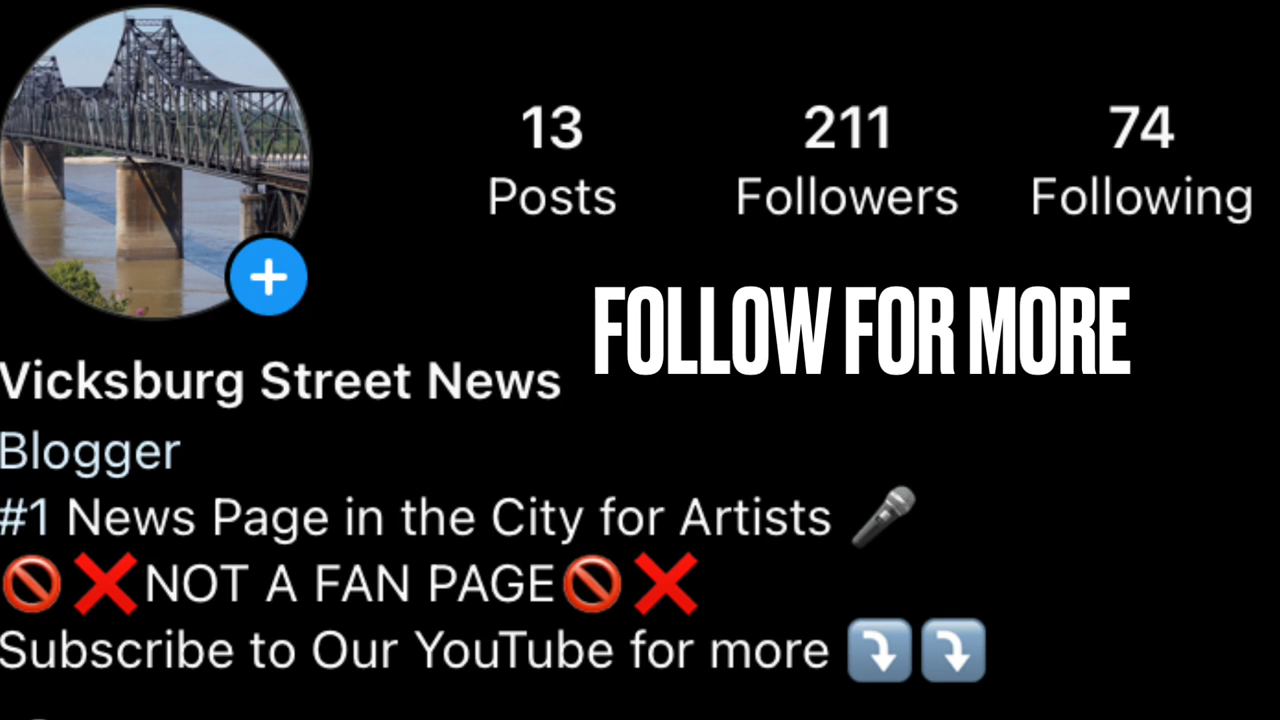 13 211 74
Posts Followers Following
FOLLOW FOR MORE
Vicksburg Street News
Blogger
#1 News Page in the City for Artists 🎤
🚫❌NOT A FAN PAGE🚫❌
Subscribe to Our YouTube for more ⤵️⤵️